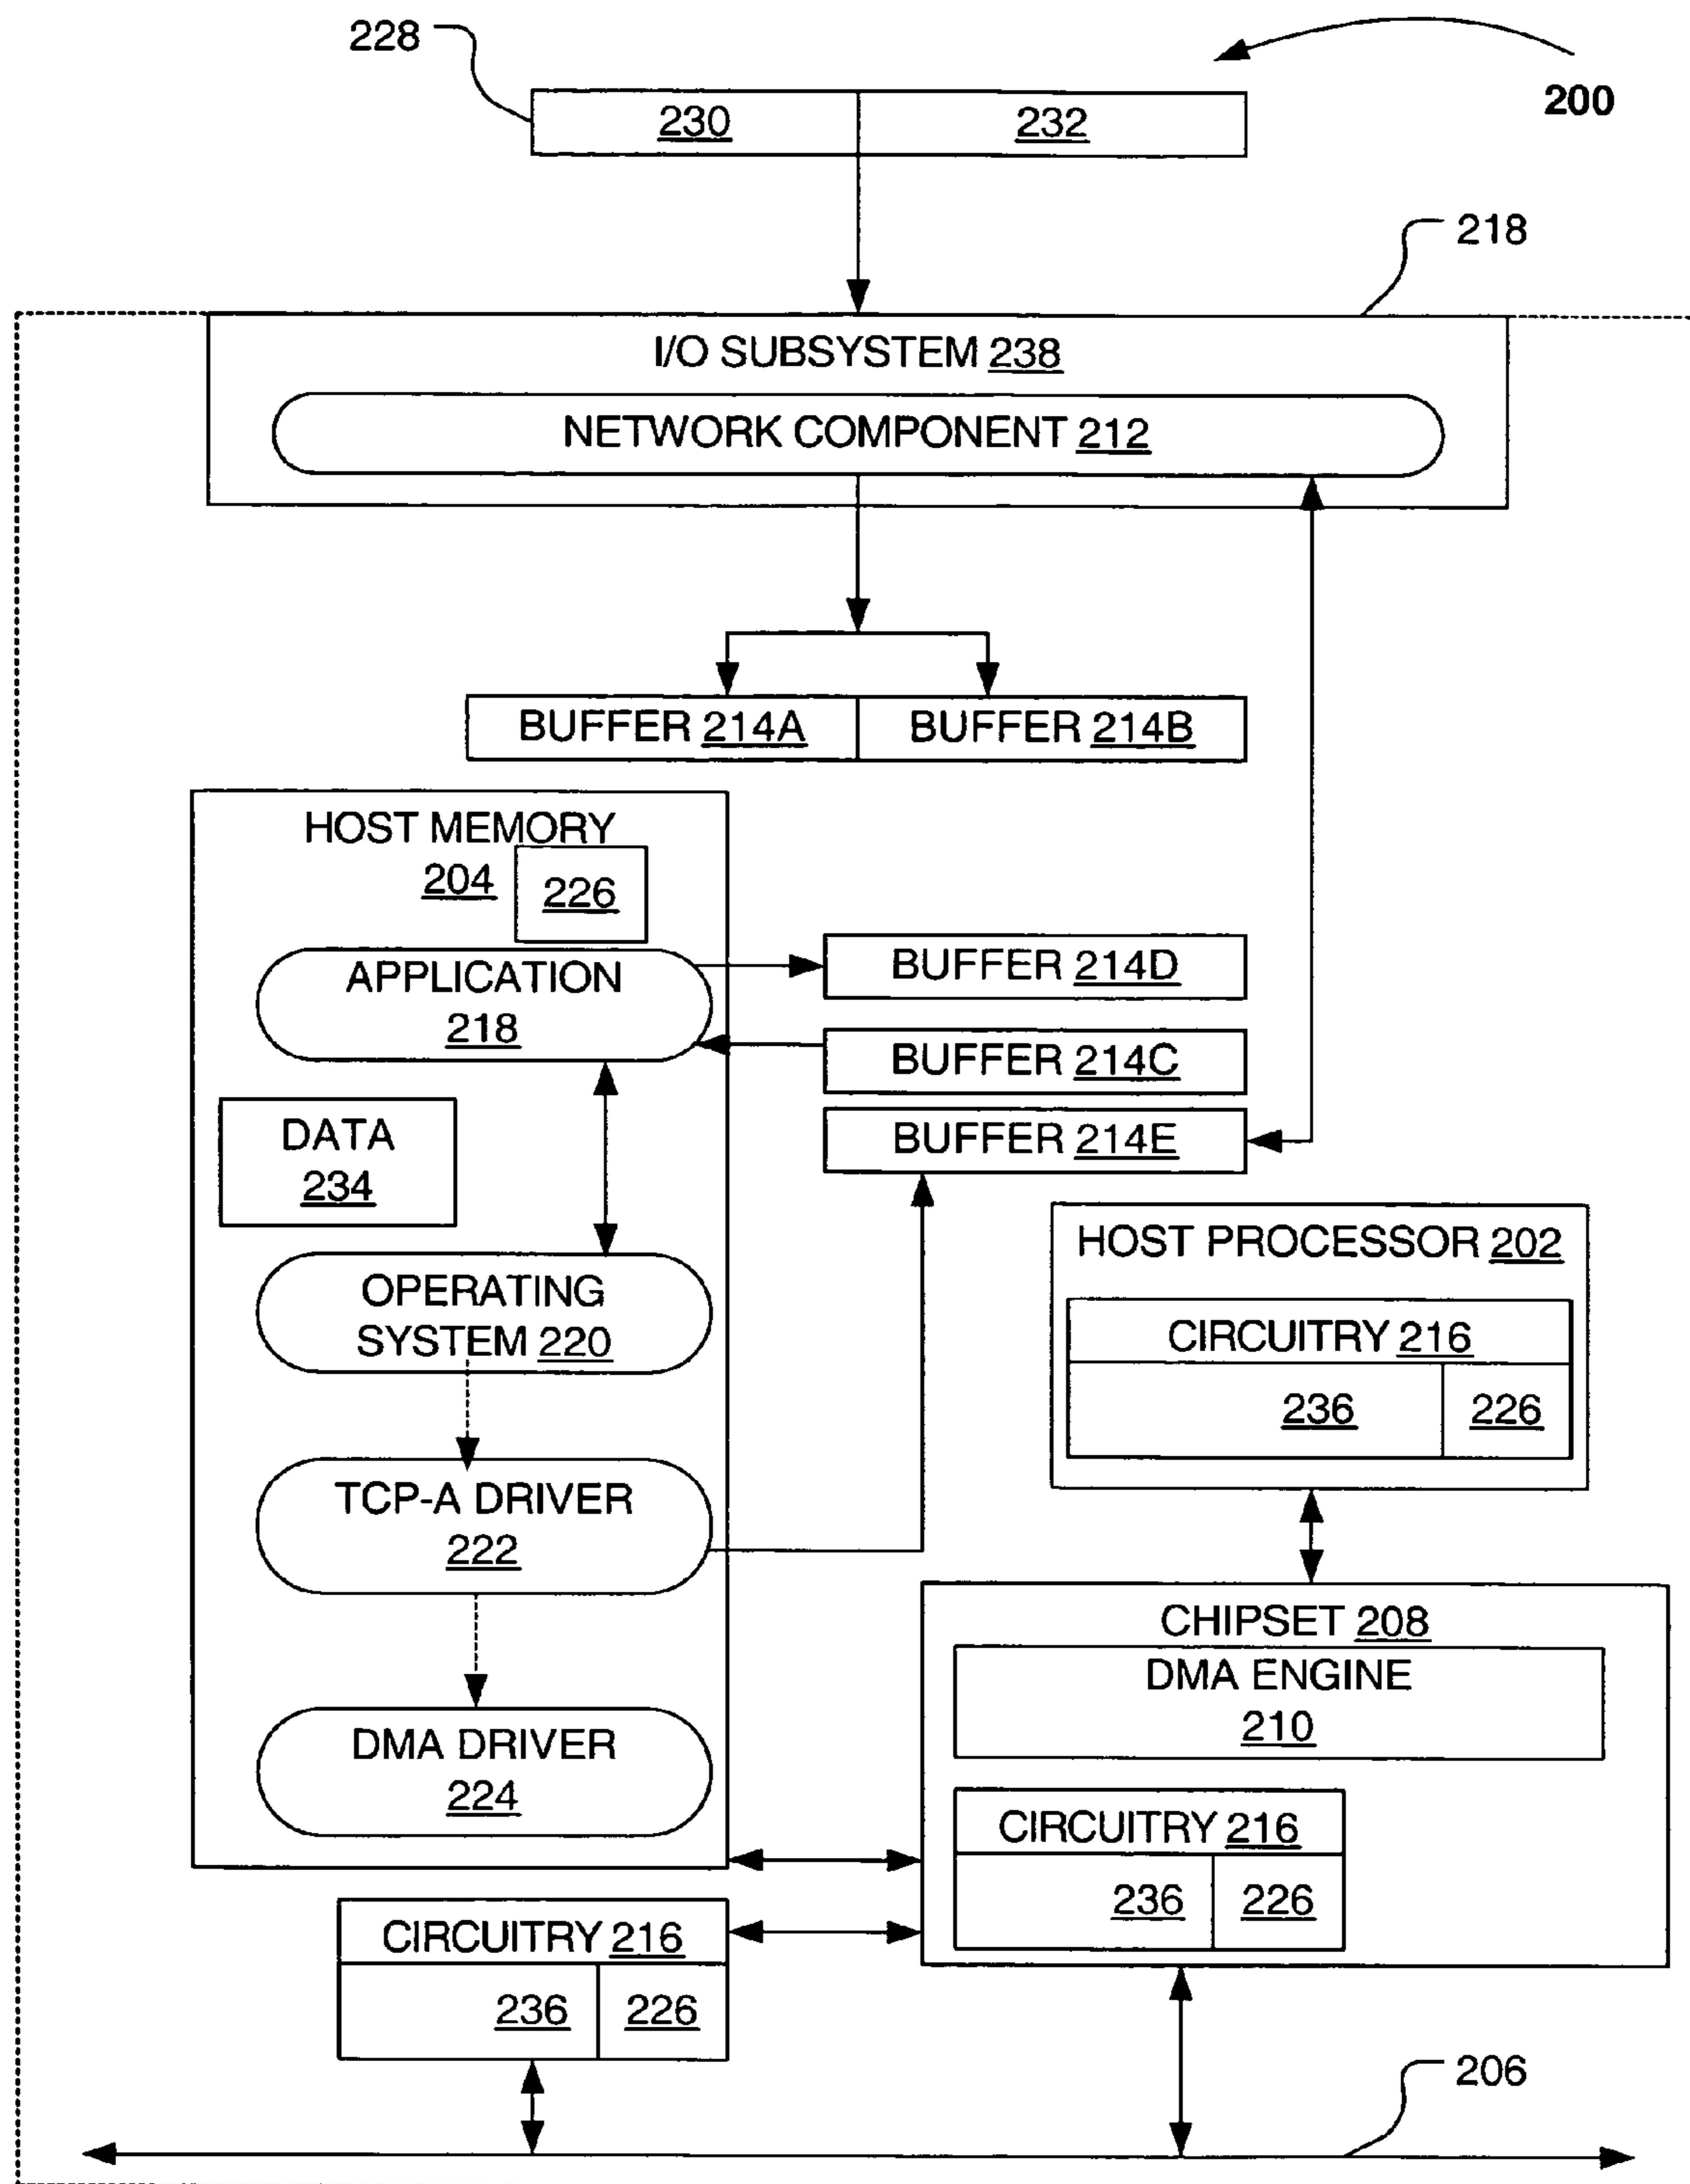 228
200
230 232
218
I/O SUBSYSTEM 238
NETWORK COMPONENT 212
BUFFER 214A BUFFER 214B
HOST MEMORY
204
226
APPLICATION
218
BUFFER 214D
BUFFER 214C
BUFFER 214E
DATA
234
OPERATING
SYSTEM 220
HOST PROCESSOR 202
CIRCUITRY 216
236 226
TCP-A DRIVER
222
CHIPSET 208
DMA ENGINE
210
DMA DRIVER
224
CIRCUITRY 216
236 226
CIRCUITRY 216
236 226
206